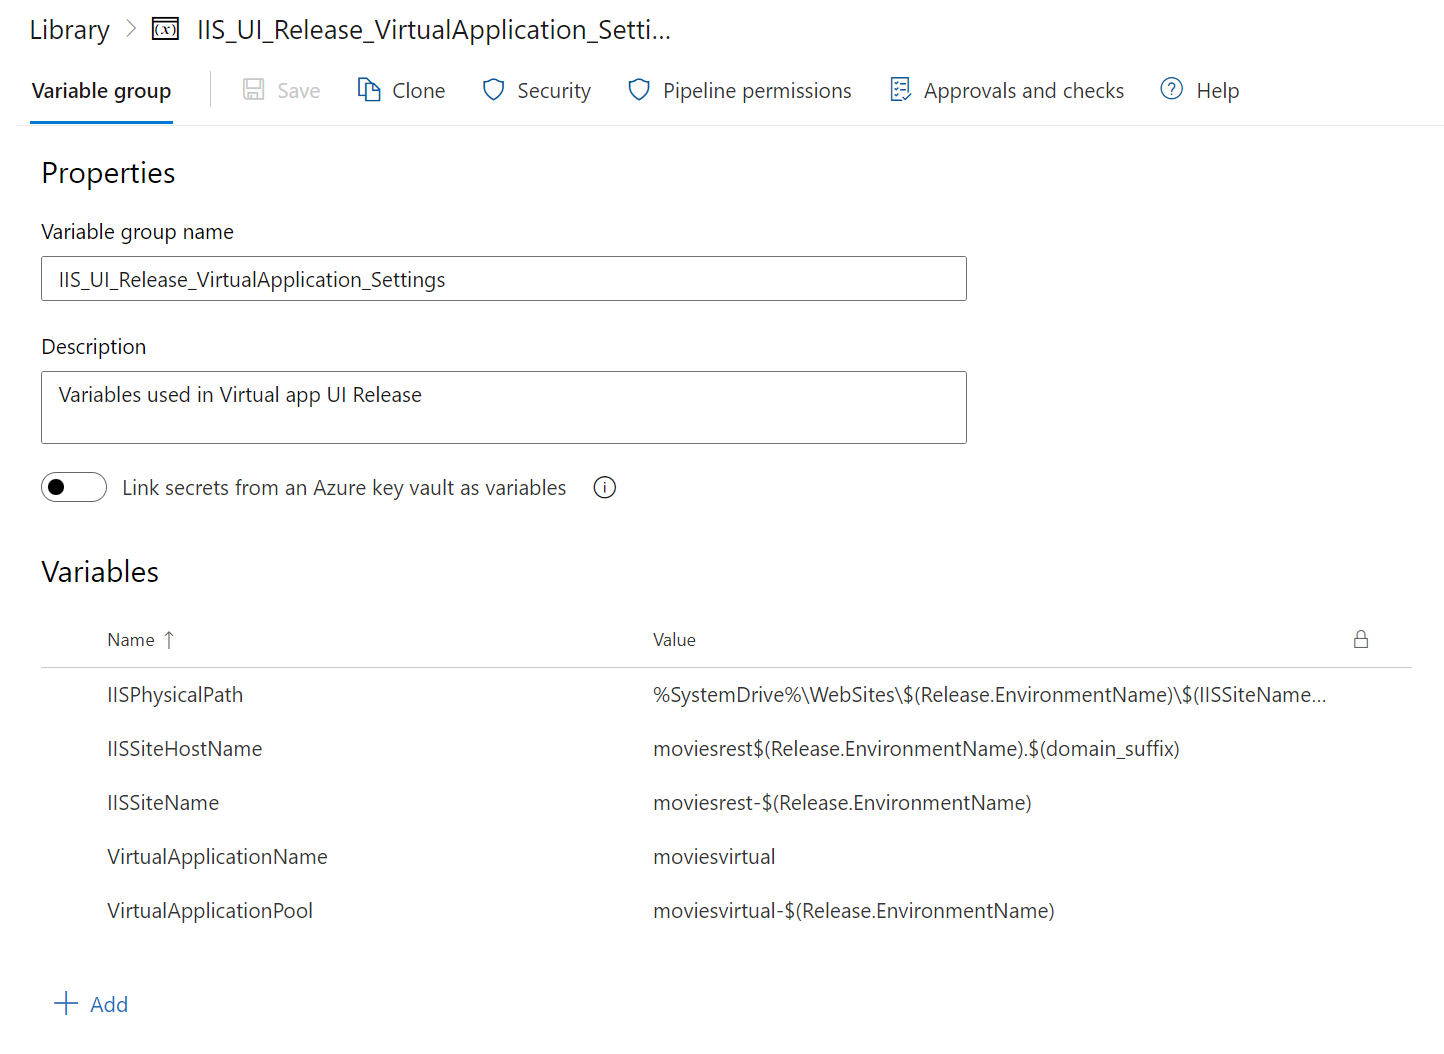 Library > IIS_UI_Release_VirtualApplication_Setti...
Variable group Save Clone Security Pipeline permissions Approvals and checks Help
Properties
Variable group name
IIS_UI_Release_VirtualApplication_Settings
Description
Variables used in Virtual app UI Release
Link secrets from an Azure key vault as variables
Variables
Name ↑ Value
IISPhysicalPath %SystemDrive%\WebSites\$(Release.EnvironmentName)\$(IISSiteName...
IISSiteHostName moviesrest$(Release.EnvironmentName).$(domain_suffix)
IISSiteName moviesrest-$(Release.EnvironmentName)
VirtualApplicationName moviesvirtual
VirtualApplicationPool moviesvirtual-$(Release.EnvironmentName)
+ Add